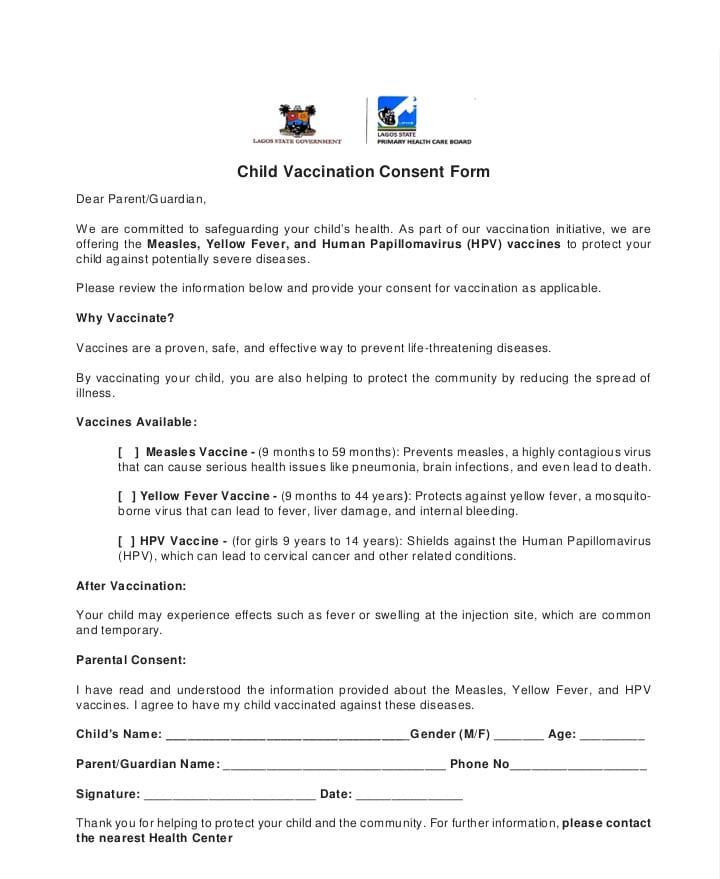 LAGOS STATE GOVERNMENT
LAGOS STATE
PRIMARY HEALTH CARE BOARD
Child Vaccination Consent Form
Dear Parent/Guardian,
We are committed to safeguarding your child's health. As part of our vaccination initiative, we are
offering the Measles, Yellow Fever, and Human Papillomavirus (HPV) vaccines to protect your
child against potentially severe diseases.
Please review the information below and provide your consent for vaccination as applicable.
Why Vaccinate?
Vaccines are a proven, safe, and effective way to prevent life-threatening diseases.
By vaccinating your child, you are also helping to protect the community by reducing the spread of
illness.
Vaccines Available:
[ ] Measles Vaccine - (9 months to 59 months): Prevents measles, a highly contagious virus
that can cause serious health issues like pneumonia, brain infections, and even lead to death.
[ ] Yellow Fever Vaccine - (9 months to 44 years): Protects against yellow fever, a mosquito-
borne virus that can lead to fever, liver damage, and internal bleeding.
[ ] HPV Vaccine - (for girls 9 years to 14 years): Shields against the Human Papillomavirus
(HPV), which can lead to cervical cancer and other related conditions.
After Vaccination:
Your child may experience effects such as fever or swelling at the injection site, which are common
and temporary.
Parental Consent:
I have read and understood the information provided about the Measles, Yellow Fever, and HPV
vaccines. I agree to have my child vaccinated against these diseases.
Child's Name: __________________________________Gender (M/F) _______ Age: _________
Parent/Guardian Name: _______________________________ Phone No___________________
Signature: ________________________ Date: _______________
Thank you for helping to protect your child and the community. For further information, please contact
the nearest Health Center